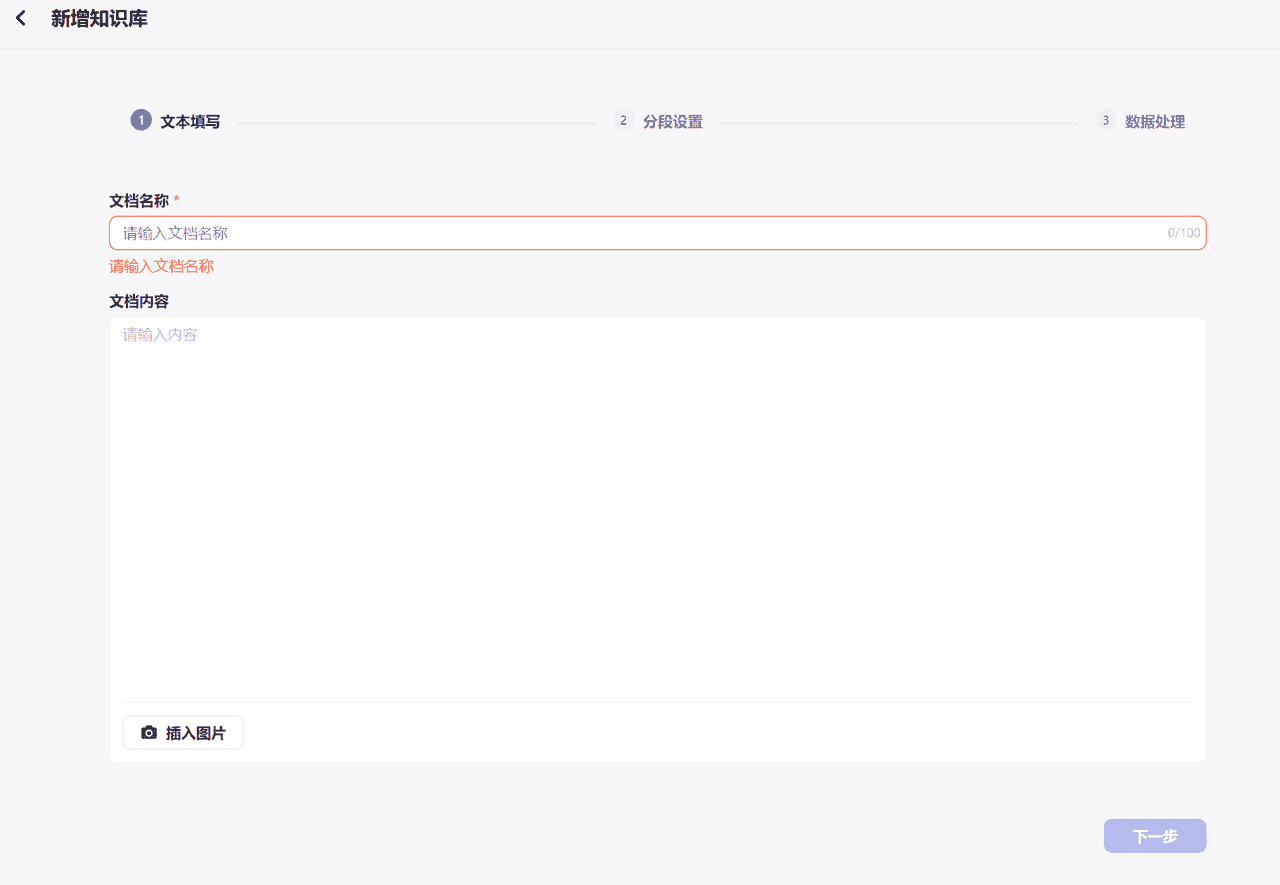 新增知识库
1 文本填写
2 分段设置
3 数据处理
文档名称 *
请输入文档名称 0/100
请输入文档名称
文档内容
请输入内容
插入图片
下一步